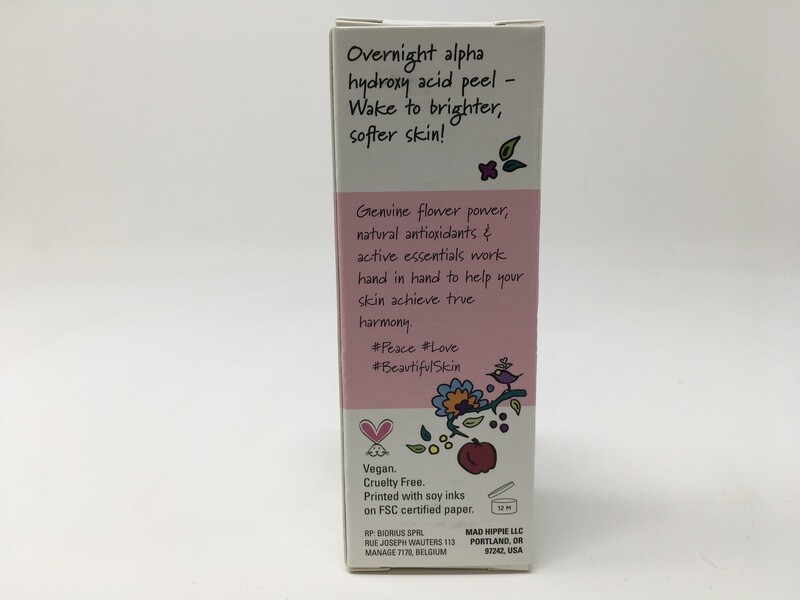 Overnight alpha
hydroxy acid peel –
Wake to brighter,
softer skin!
Genuine flower power,
natural antioxidants &
active essentials work
hand in hand to help your
skin achieve true
harmony.
#Peace #Love
#BeautifulSkin
Vegan.
Cruelty Free.
Printed with soy inks
on FSC certified paper.
12 M
RP: BIORIUS SPRL
RUE JOSEPH WAUTERS 113
MANAGE 7170, BELGIUM
MAD HIPPIE LLC
PORTLAND, OR
97242, USA